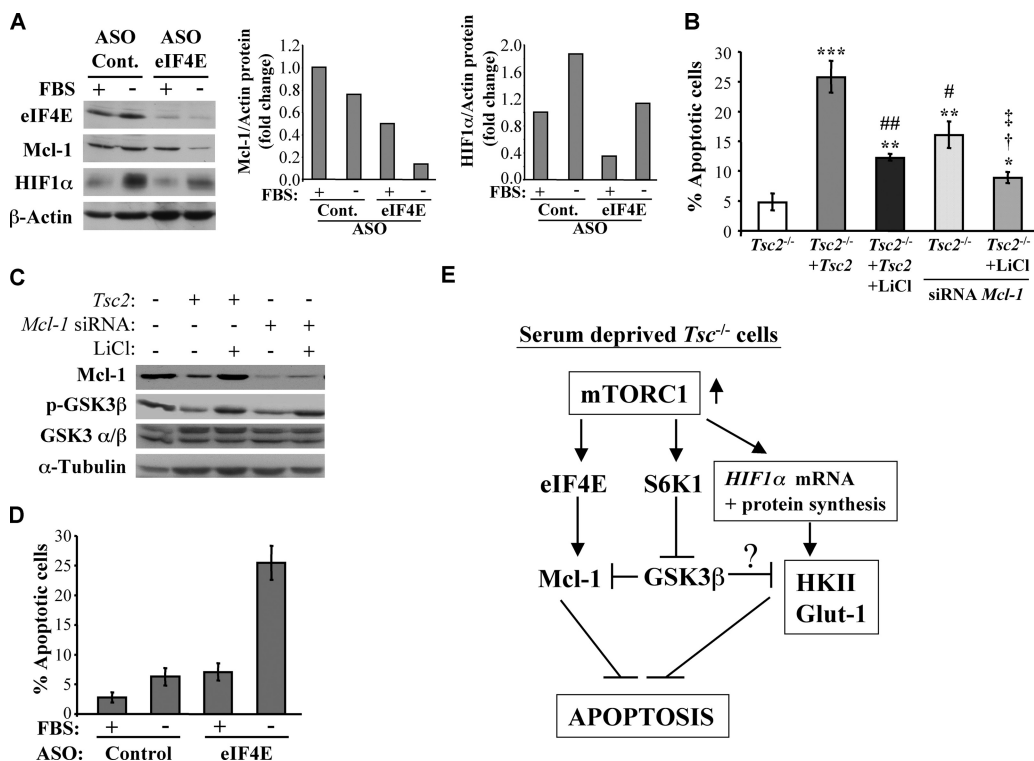 A
ASO Cont.
ASO eIF4E
FBS + - + -
eIF4E
Mcl-1
HIF1α
β-Actin
Mcl-1/Actin protein
(fold change)
1.2
1.0
0.8
0.6
0.4
0.2
0.0
FBS: + - + -
Cont. eIF4E
ASO
HIF1α/Actin protein
(fold change)
2.0
1.5
1.0
0.5
0.0
FBS: + - + -
Cont. eIF4E
ASO
B
% Apoptotic cells
35
30
25
20
15
10
5
0
***
##
**
#
**
‡
†
*
Tsc2-/-
Tsc2-/-
+Tsc2
Tsc2-/-
+Tsc2
+LiCl
Tsc2-/-
Tsc2-/-
+LiCl
siRNA Mcl-1
C
Tsc2: - + + - -
Mcl-1 siRNA: - - - + +
LiCl: - - + - +
Mcl-1
p-GSK3β
GSK3 α/β
α-Tubulin
D
% Apoptotic cells
30
25
20
15
10
5
0
FBS: + - + -
ASO: Control eIF4E
E
Serum deprived Tsc-/- cells
mTORC1
eIF4E
S6K1
HIF1α mRNA
+ protein synthesis
Mcl-1
GSK3β
?
HKII
Glut-1
APOPTOSIS